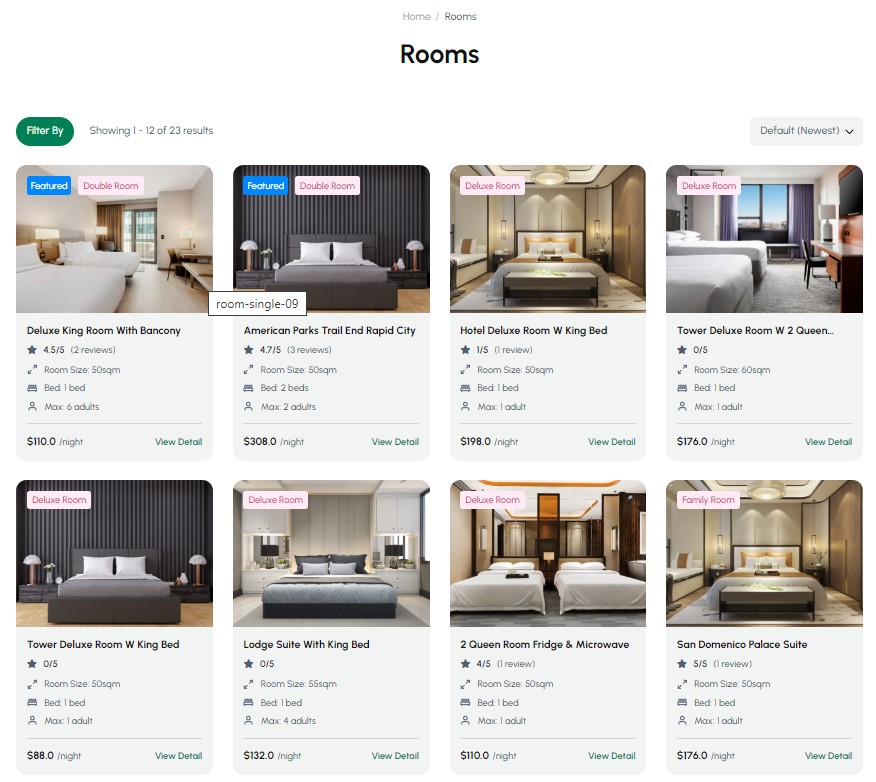 Home / Rooms
Rooms
Filter By
Showing 1 - 12 of 23 results
Default (Newest)
Featured
Double Room
Featured
Double Room
Deluxe Room
Deluxe Room
room-single-09
Deluxe King Room With Bancony
4.5/5 (2 reviews)
Room Size: 50sqm
Bed: 1 bed
Max: 6 adults
$110.0 /night
View Detail
American Parks Trail End Rapid City
4.7/5 (3 reviews)
Room Size: 50sqm
Bed: 2 beds
Max: 2 adults
$308.0 /night
View Detail
Hotel Deluxe Room W King Bed
1/5 (1 review)
Room Size: 50sqm
Bed: 1 bed
Max: 1 adult
$198.0 /night
View Detail
Tower Deluxe Room W 2 Queen...
0/5
Room Size: 60sqm
Bed: 1 bed
Max: 1 adult
$176.0 /night
View Detail
Deluxe Room
Tower Deluxe Room W King Bed
0/5
Room Size: 50sqm
Bed: 1 bed
Max: 1 adult
$88.0 /night
View Detail
Deluxe Room
Lodge Suite With King Bed
0/5
Room Size: 55sqm
Bed: 1 bed
Max: 4 adults
$132.0 /night
View Detail
Deluxe Room
2 Queen Room Fridge & Microwave
4/5 (1 review)
Room Size: 50sqm
Bed: 1 bed
Max: 1 adult
$110.0 /night
View Detail
Family Room
San Domenico Palace Suite
5/5 (1 review)
Room Size: 50sqm
Bed: 1 bed
Max: 1 adult
$176.0 /night
View Detail